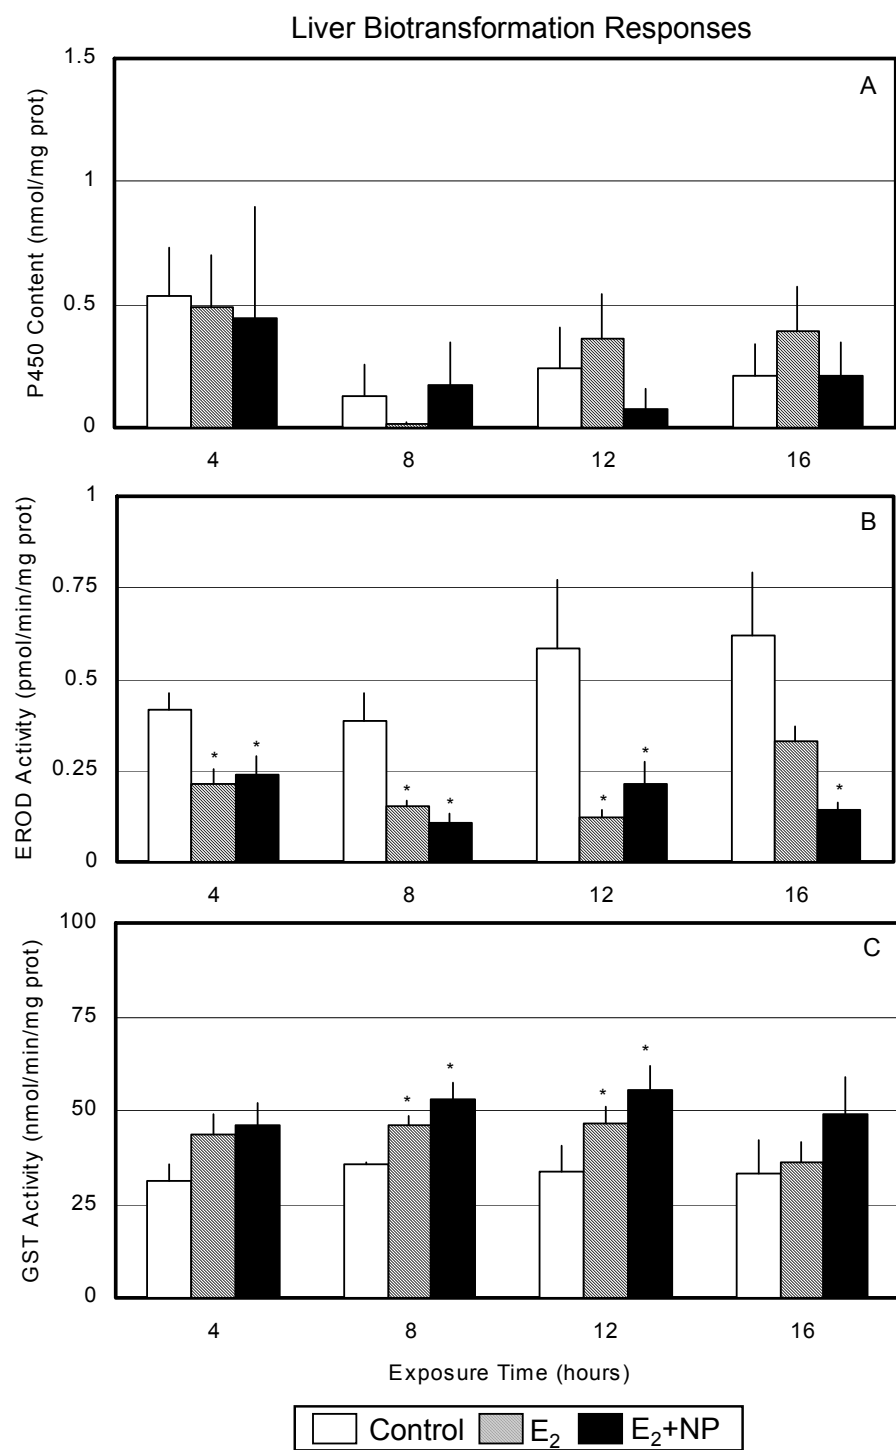 Liver Biotransformation Responses
A
P450 Content (nmol/mg prot)
1.5
1
0.5
0
4 8 12 16
B
EROD Activity (pmol/min/mg prot)
1
0.75
0.5
0.25
0
* * * * * * *
4 8 12 16
C
GST Activity (nmol/min/mg prot)
100
75
50
25
0
* * * *
4 8 12 16
Exposure Time (hours)
Control E₂ E₂+NP